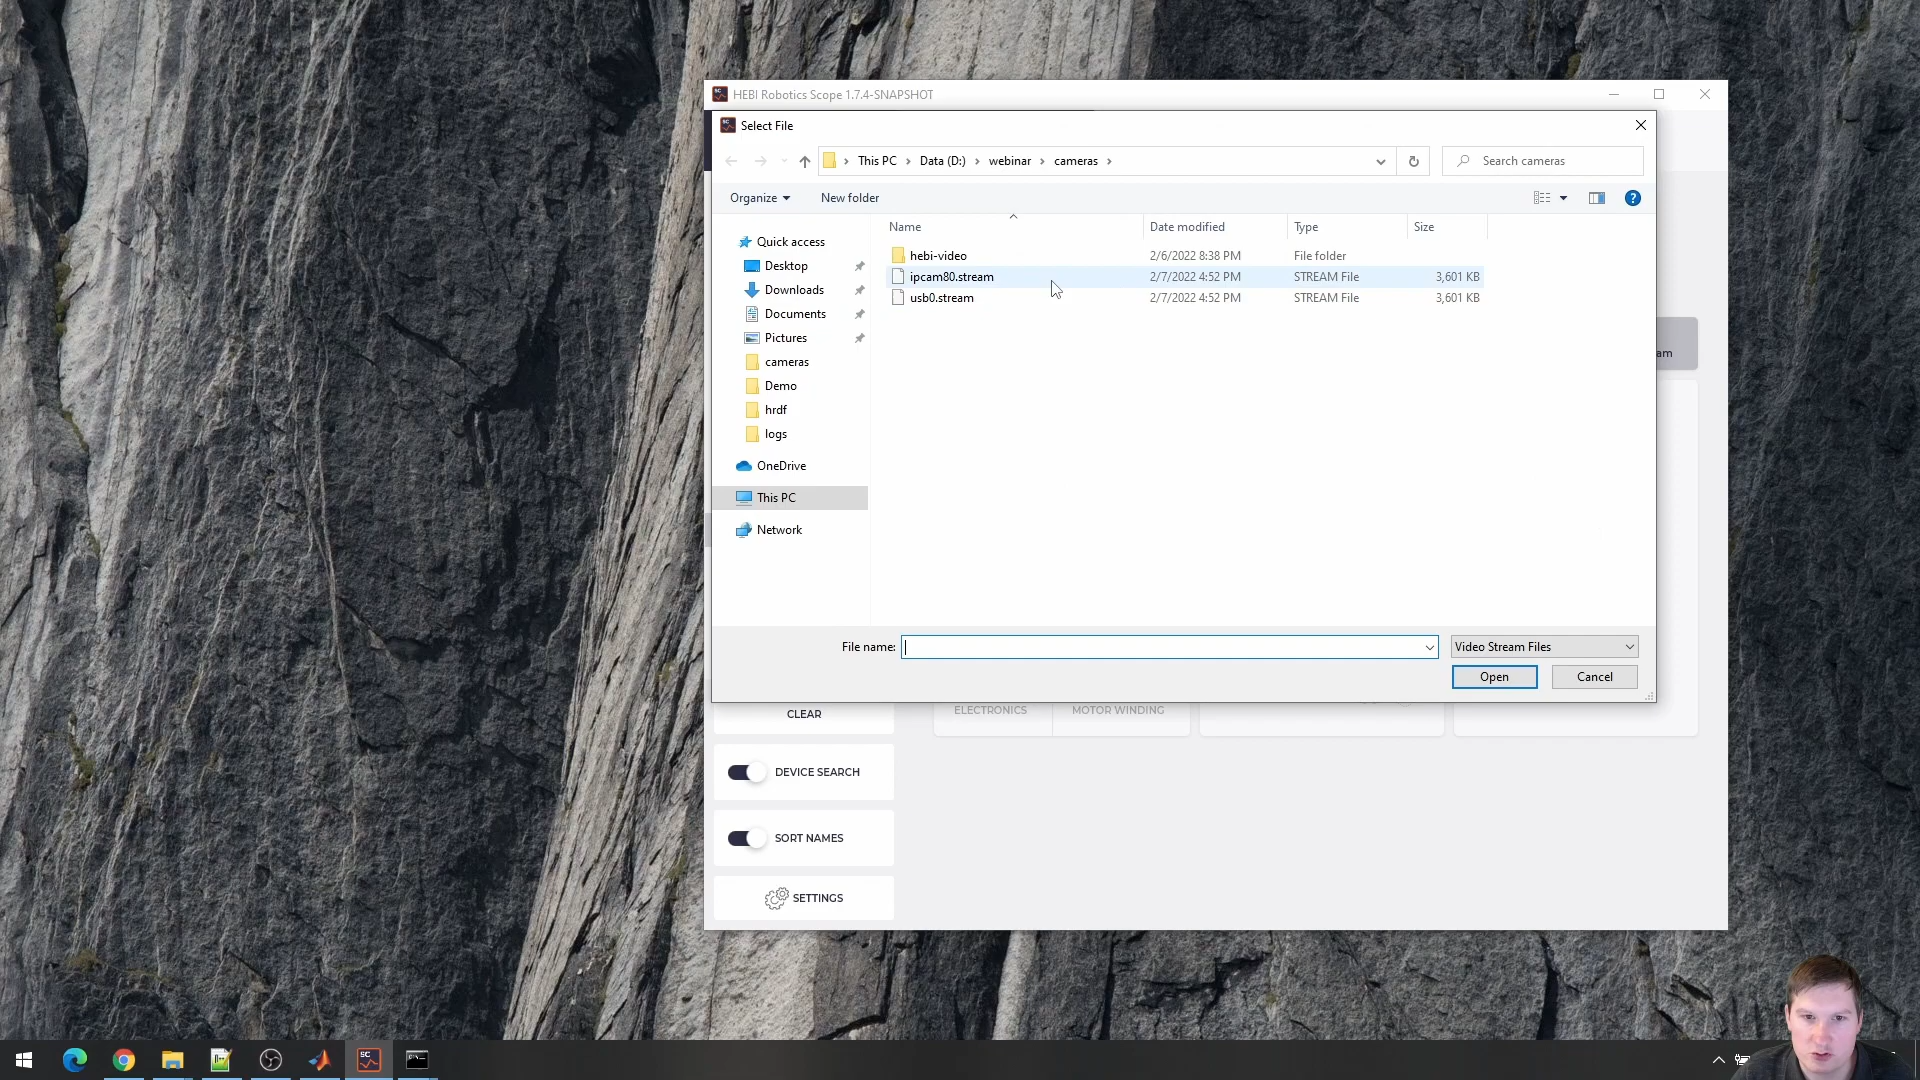 HEBI Robotics Scope 1.7.4-SNAPSHOT
Select File
This PC
Data (D:)
webinar
cameras
Search cameras
Organize
New folder
?
Name
Date modified
Type
Size
Quick access
Desktop
Downloads
Documents
Pictures
cameras
Demo
hrdf
logs
OneDrive
This PC
Network
hebi-video 2/6/2022 8:38 PM File folder
ipcam80.stream 2/7/2022 4:52 PM STREAM File 3,601 KB
usb0.stream 2/7/2022 4:52 PM STREAM File 3,601 KB
am
File name:
Video Stream Files
Open
Cancel
CLEAR
ELECTRONICS
MOTOR WINDING
DEVICE SEARCH
SORT NAMES
SETTINGS
SC